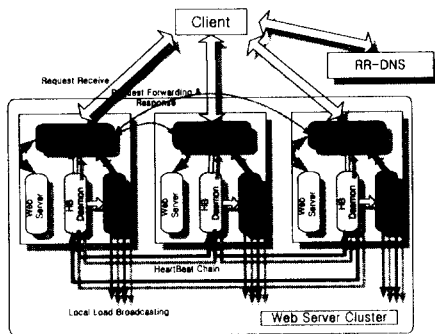 Client
RR-DNS
Request Receive
Request Forwarding &
Response
Web
Server
HB
Daemon
Web
Server
HB
Daemon
Web
Server
HB
Daemon
HeartBeat Chain
Local Load Broadcasting
Web Server Cluster